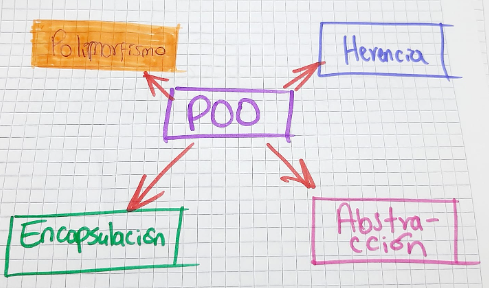 Polimorfismo
Herencia
POO
Encapsulación
Abstra-
cción